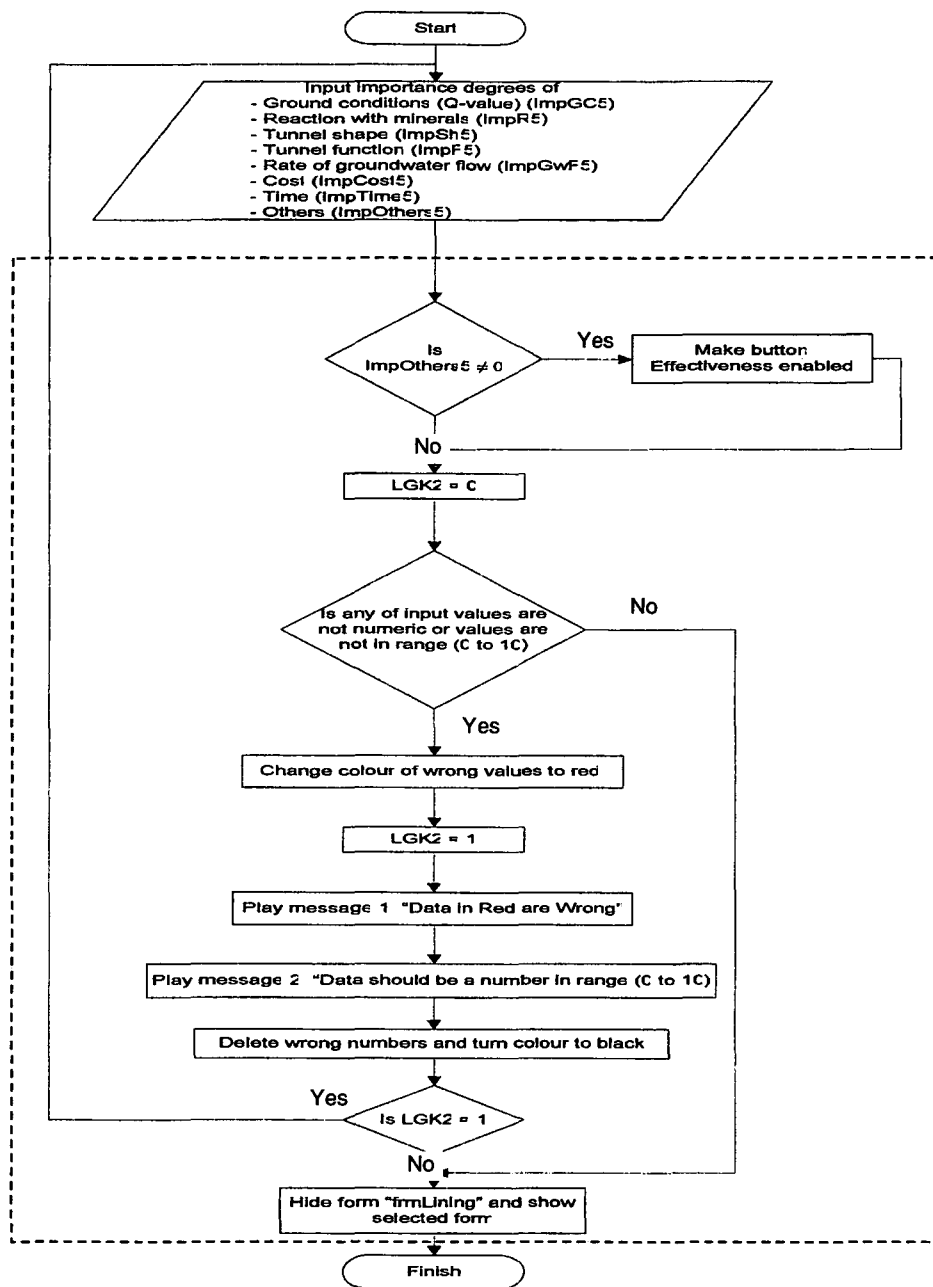 Start
Input Importance degrees of
- Ground conditions (Q-value) (ImpGC5)
- Reaction with minerals (ImpR5)
- Tunnel shape (ImpSh5)
- Tunnel function (ImpF5)
- Rate of groundwater flow (ImpGwF5)
- Cost (ImpCost5)
- Time (ImpTime5)
- Others (ImpOthers5)
Is
ImpOthers5 ≠ 0
Yes
Make button
Effectiveness enabled
No
LGK2 = 0
Is any of input values are
not numeric or values are
not in range (0 to 10)
No
Yes
Change colour of wrong values to red
LGK2 = 1
Play message 1 "Data in Red are Wrong"
Play message 2 "Data should be a number in range (0 to 10)
Delete wrong numbers and turn colour to black
Yes
Is LGK2 = 1
No
Hide form "frmLining" and show
selected form
Finish